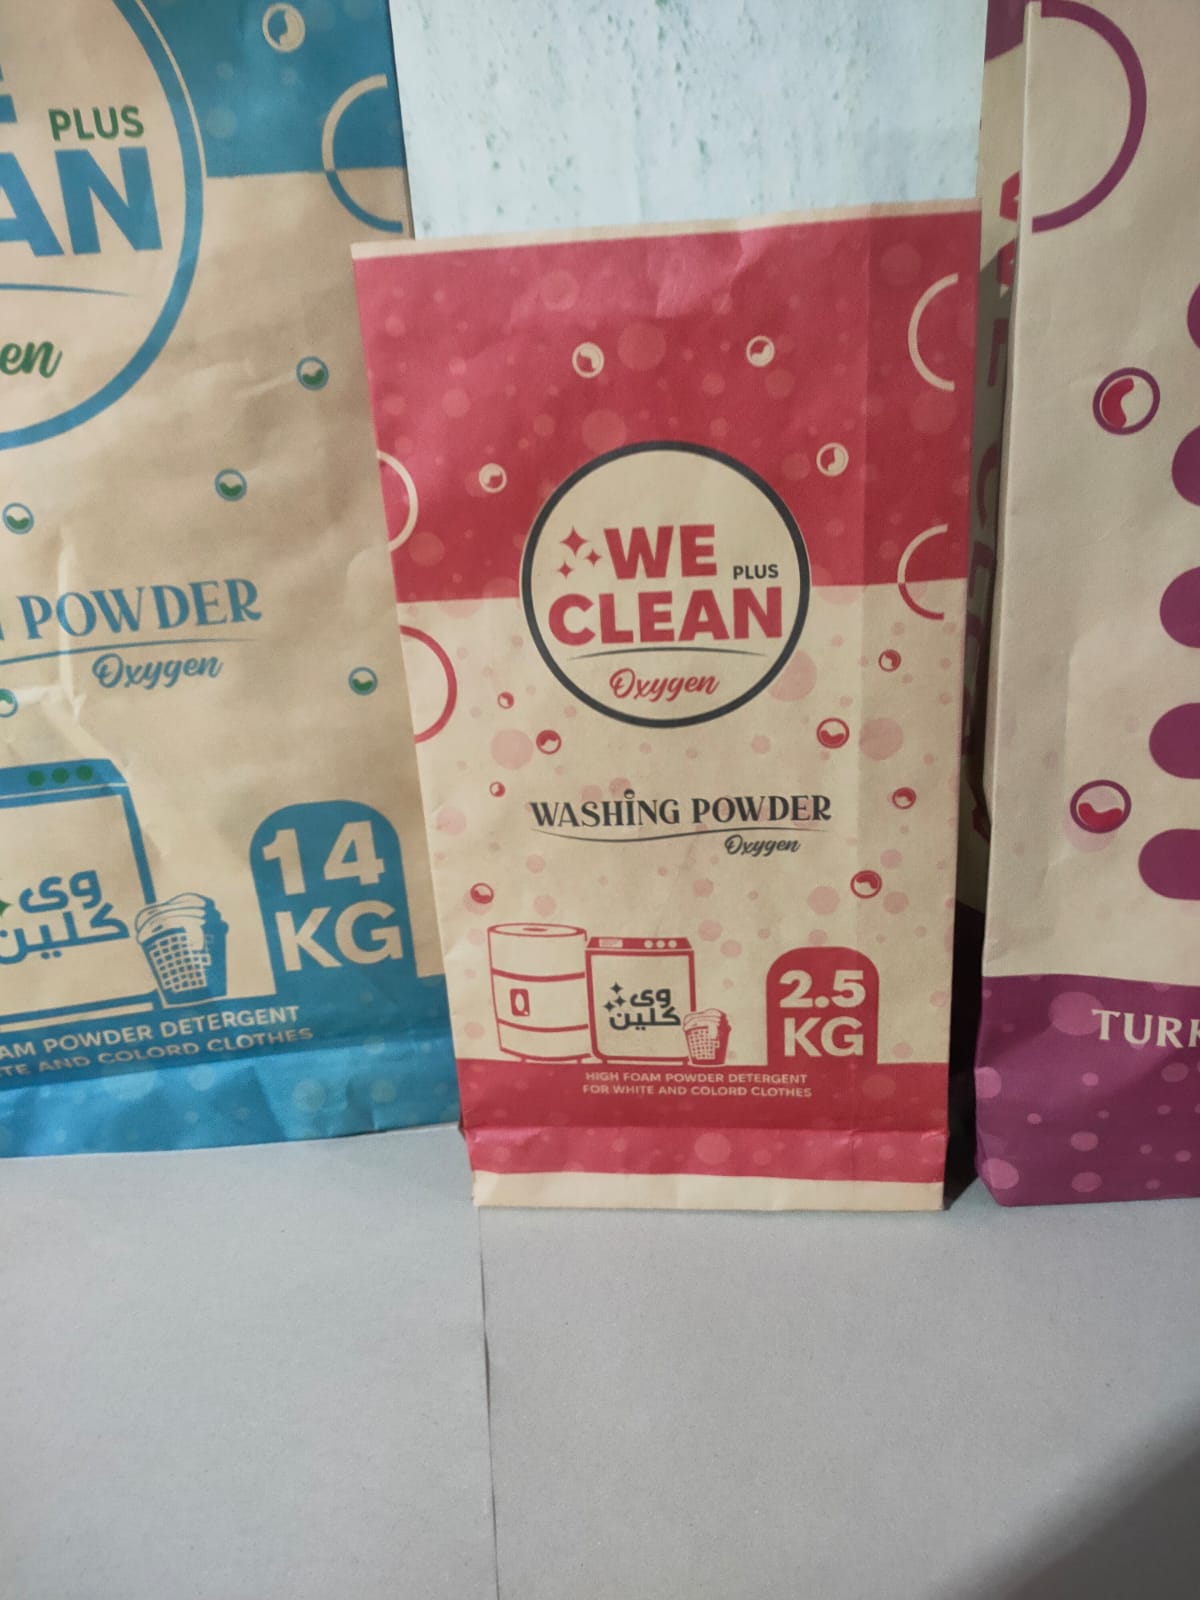 PLUS
AN
en
POWDER
Oxygen
وى
كلين
14
KG
AM POWDER DETERGENT
TE AND COLORD CLOTHES
WE
PLUS
CLEAN
Oxygen
WASHING POWDER
Oxygen
وى
كلين
2.5
KG
HIGH FOAM POWDER DETERGENT
FOR WHITE AND COLORD CLOTHES
TURK